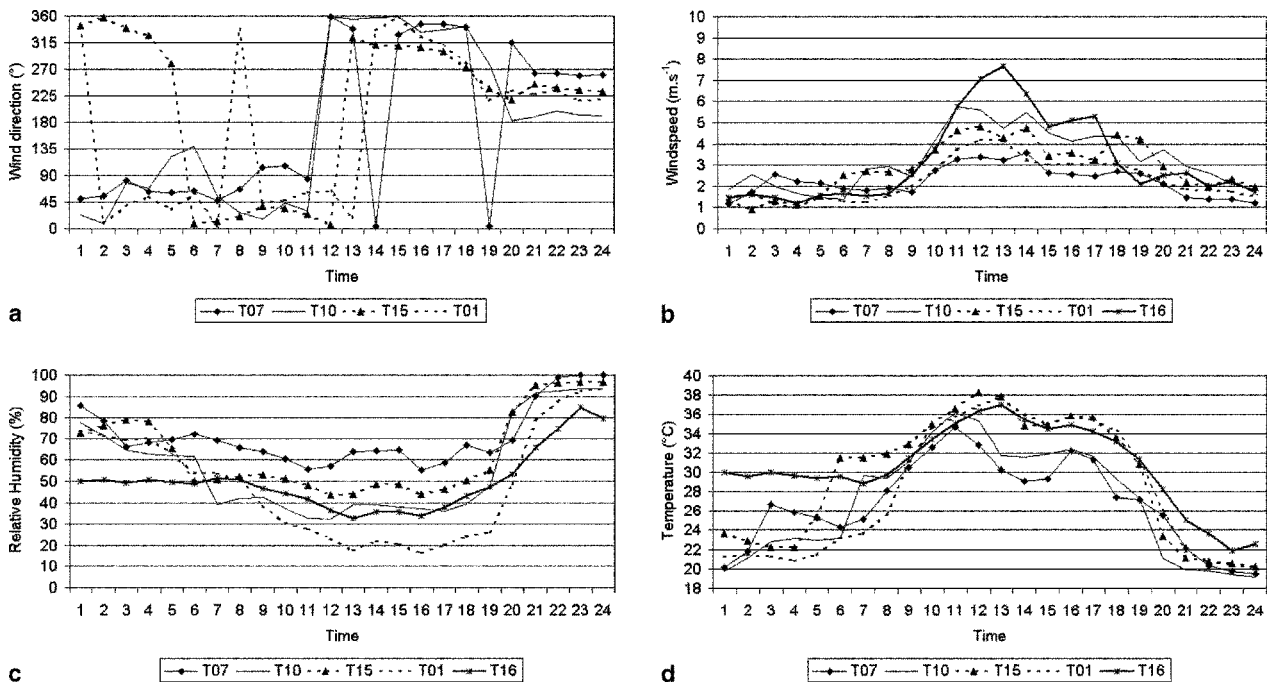 360
315
270
225
180
135
90
45
0
Wind direction (°)
1 2 3 4 5 6 7 8 9 10 11 12 13 14 15 16 17 18 19 20 21 22 23 24
Time
T07 T10 T15 T01
a
10
9
8
7
6
5
4
3
2
1
0
Windspeed (m.s⁻¹)
1 2 3 4 5 6 7 8 9 10 11 12 13 14 15 16 17 18 19 20 21 22 23 24
Time
T07 T10 T15 T01 T16
b
100
90
80
70
60
50
40
30
20
10
0
Relative Humidity (%)
1 2 3 4 5 6 7 8 9 10 11 12 13 14 15 16 17 18 19 20 21 22 23 24
Time
T07 T10 T15 T01 T16
c
40
38
36
34
32
30
28
26
24
22
20
18
Temperature (°C)
1 2 3 4 5 6 7 8 9 10 11 12 13 14 15 16 17 18 19 20 21 22 23 24
Time
T07 T10 T15 T01 T16
d